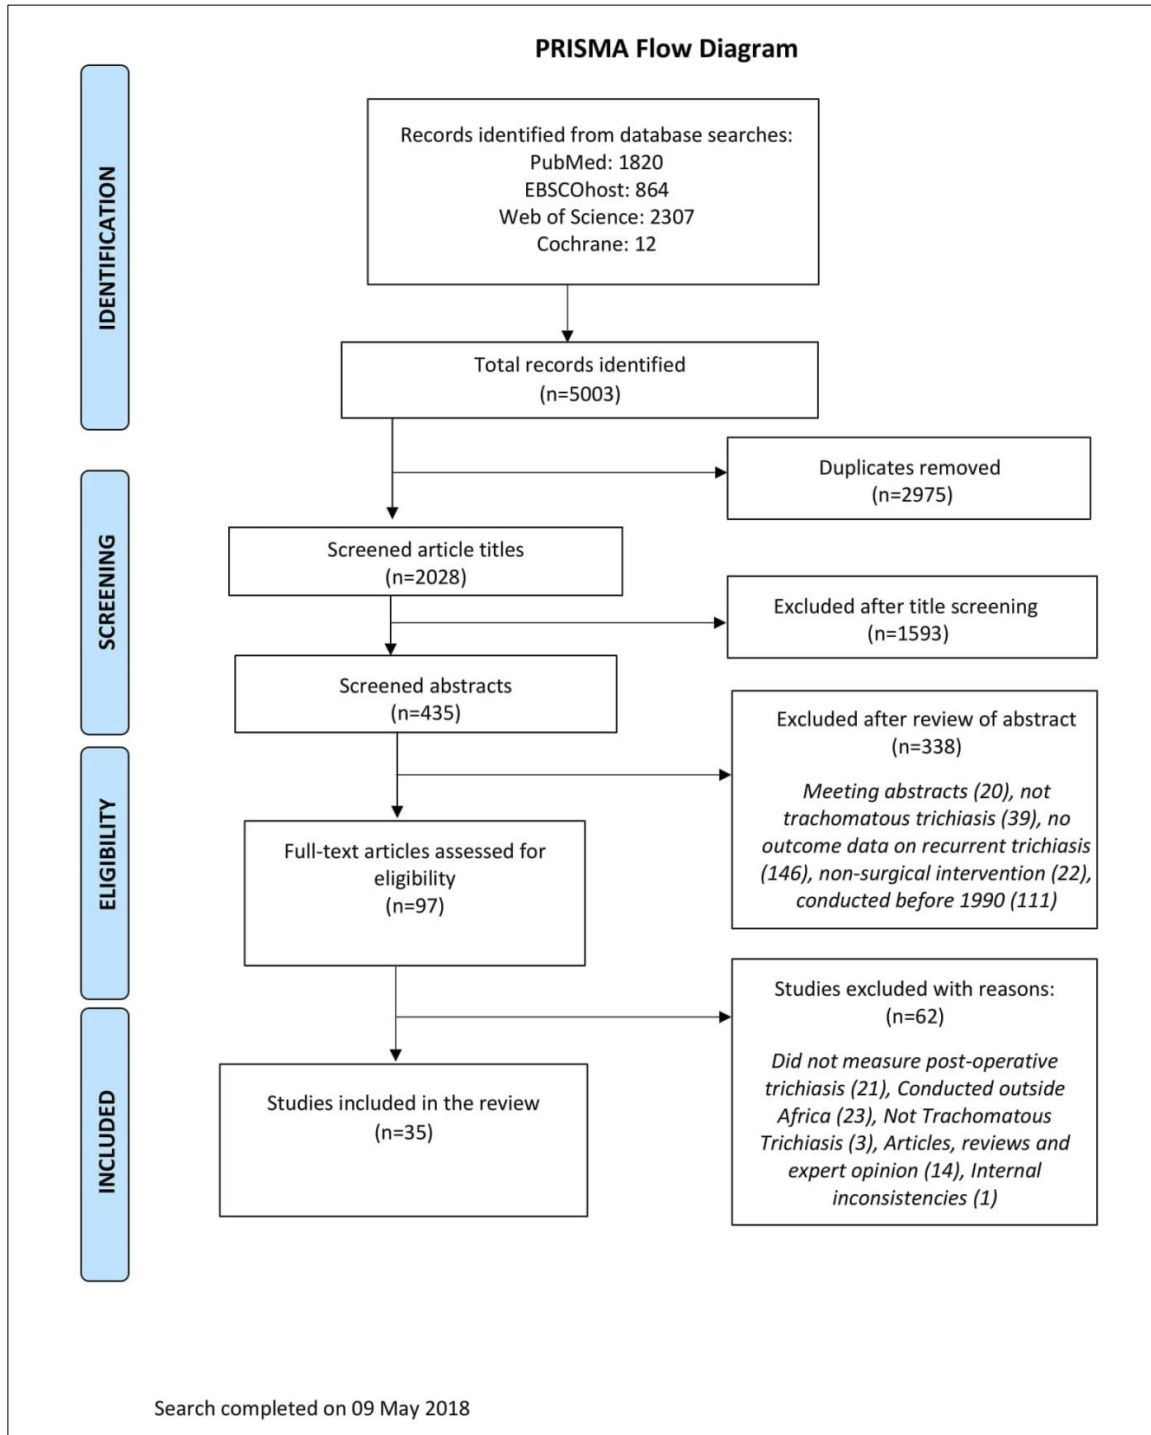 PRISMA Flow Diagram
IDENTIFICATION
Records identified from database searches:
PubMed: 1820
EBSCOhost: 864
Web of Science: 2307
Cochrane: 12
Total records identified
(n=5003)
Duplicates removed
(n=2975)
SCREENING
Screened article titles
(n=2028)
Excluded after title screening
(n=1593)
Screened abstracts
(n=435)
Excluded after review of abstract
(n=338)
Meeting abstracts (20), not
trachomatous trichiasis (39), no
outcome data on recurrent trichiasis
(146), non-surgical intervention (22),
conducted before 1990 (111)
ELIGIBILITY
Full-text articles assessed for
eligibility
(n=97)
Studies excluded with reasons:
(n=62)
Did not measure post-operative
trichiasis (21), Conducted outside
Africa (23), Not Trachomatous
Trichiasis (3), Articles, reviews and
expert opinion (14), Internal
inconsistencies (1)
INCLUDED
Studies included in the review
(n=35)
Search completed on 09 May 2018